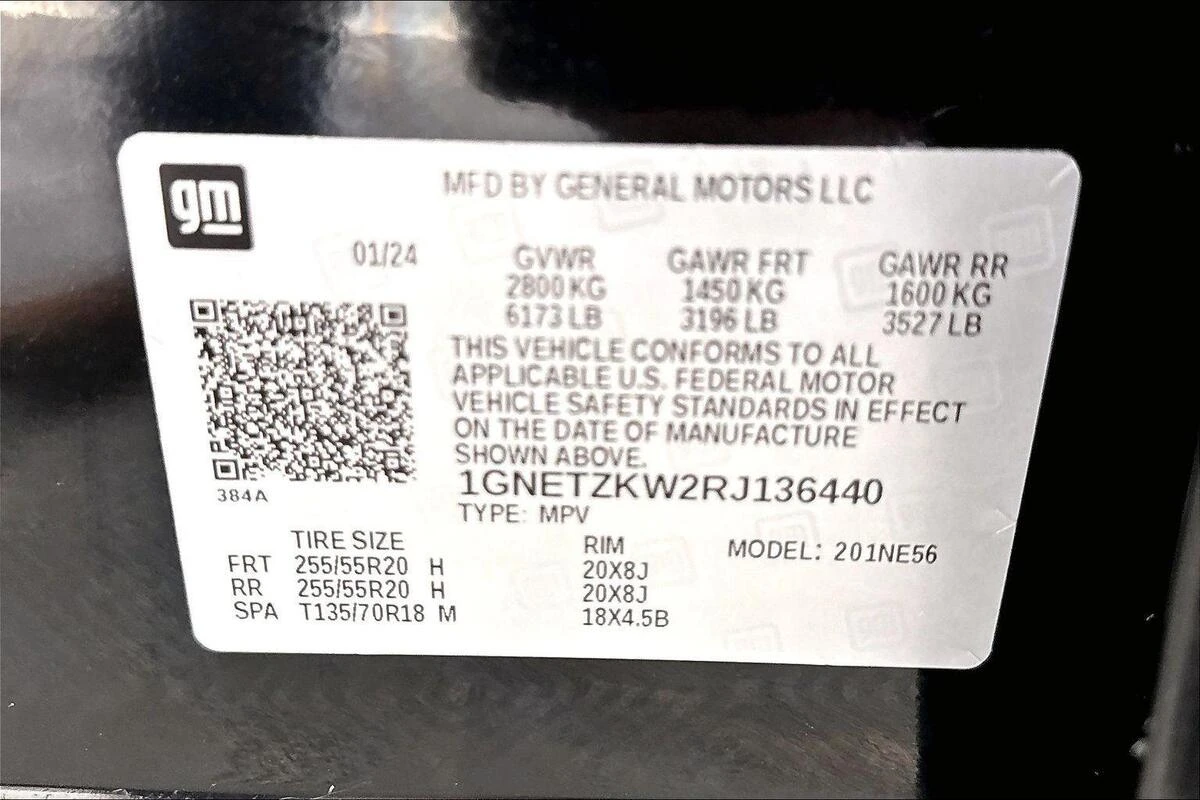 gm
MFD BY GENERAL MOTORS LLC
01/24 GVWR GAWR FRT GAWR RR
2800 KG 1450 KG 1600 KG
6173 LB 3196 LB 3527 LB
THIS VEHICLE CONFORMS TO ALL
APPLICABLE U.S. FEDERAL MOTOR
VEHICLE SAFETY STANDARDS IN EFFECT
ON THE DATE OF MANUFACTURE
SHOWN ABOVE.
384A
1GNETZKW2RJ136440
TYPE: MPV
TIRE SIZE RIM MODEL: 201NE56
FRT 255/55R20 H 20X8J
RR 255/55R20 H 20X8J
SPA T135/70R18 M 18X4.5B